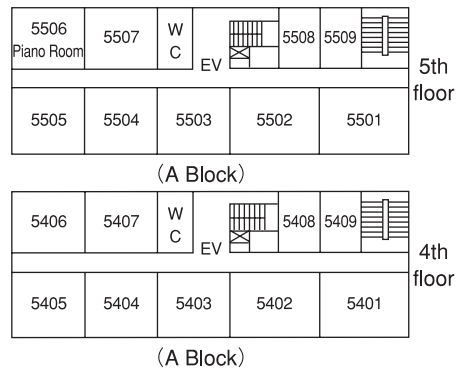 5506 5507 W 5508 5509
Piano Room C
EV
5th
floor
5505 5504 5503 5502 5501
(A Block)
5406 5407 W 5408 5409
C
EV
4th
floor
5405 5404 5403 5402 5401
(A Block)